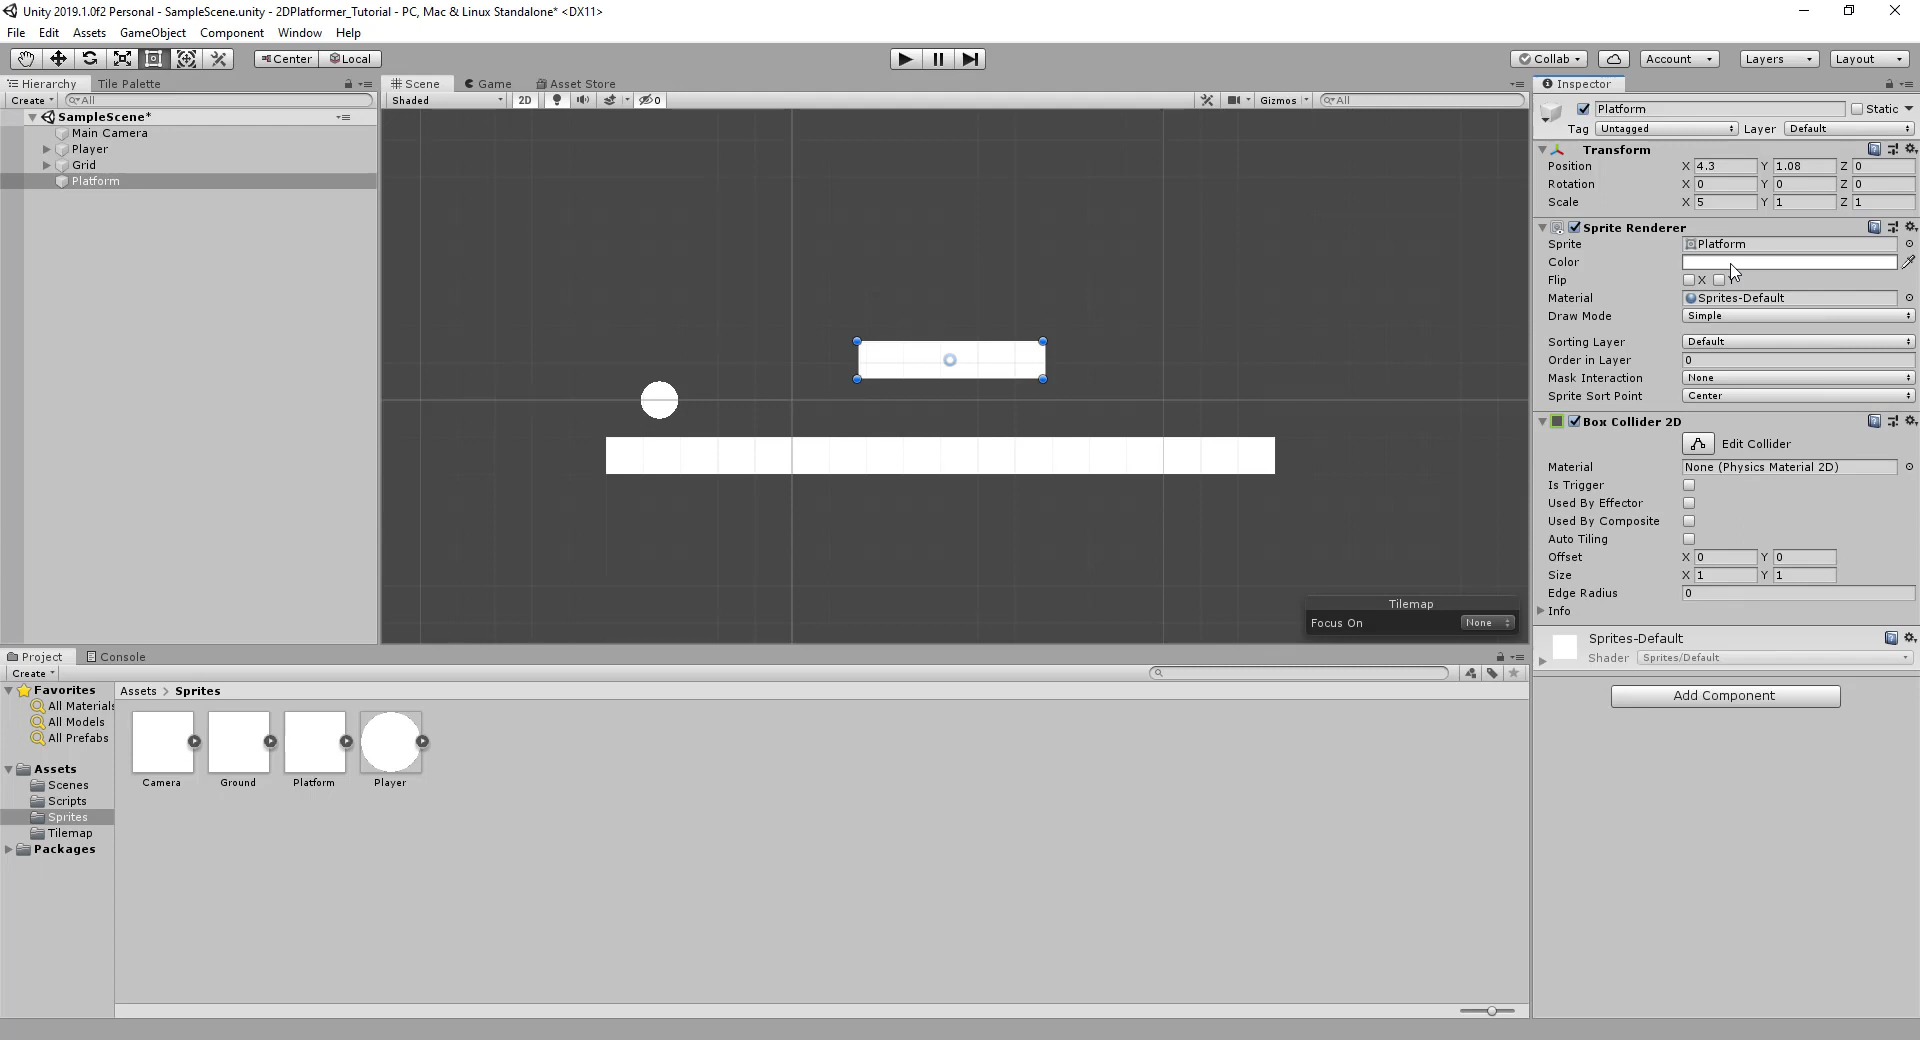 Unity 2019.1.0f2 Personal - SampleScene.unity - 2DPlatformer_Tutorial - PC, Mac & Linux Standalone* <DX11>
File Edit Assets GameObject Component Window Help
Center Local Collab Account Layers Layout
Hierarchy Tile Palette
Create All
SampleScene*
Main Camera
Player
Grid
Platform
Scene Game Asset Store
Shaded 2D 0 Gizmos All
Tilemap
Focus On None
Inspector
Platform Static
Tag Untagged Layer Default
Transform
Position X 4.3 Y 1.08 Z 0
Rotation X 0 Y 0 Z 0
Scale X 5 Y 1 Z 1
Sprite Renderer
Sprite Platform
Color
Flip X
Material Sprites-Default
Draw Mode Simple
Sorting Layer Default
Order in Layer 0
Mask Interaction None
Sprite Sort Point Center
Box Collider 2D
Edit Collider
Material None (Physics Material 2D)
Is Trigger
Used By Effector
Used By Composite
Auto Tiling
Offset X 0 Y 0
Size X 1 Y 1
Edge Radius 0
Info
Sprites-Default
Shader Sprites/Default
Add Component
Project Console
Create
Favorites
All Materials
All Models
All Prefabs
Assets
Scenes
Scripts
Sprites
Tilemap
Packages
Assets > Sprites
Camera Ground Platform Player